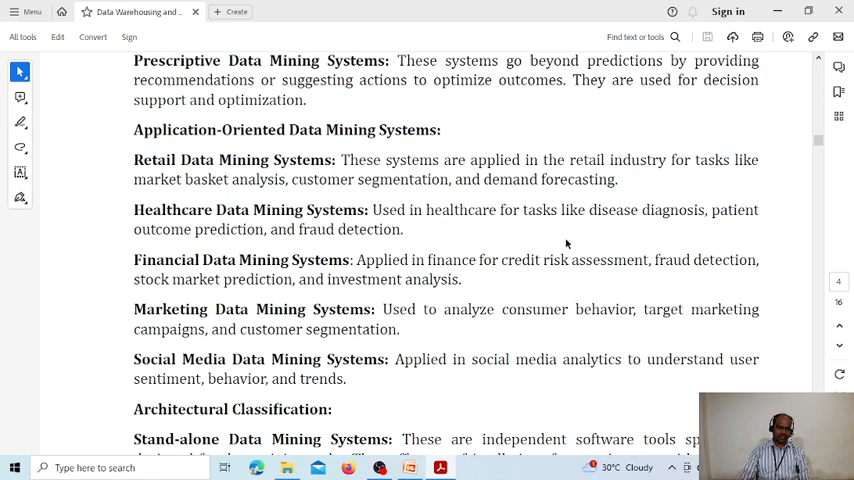 Menu
Data Warehousing and ...
Create
Sign in
All tools
Edit
Convert
Sign
Find text or tools
Prescriptive Data Mining Systems: These systems go beyond predictions by providing
recommendations or suggesting actions to optimize outcomes. They are used for decision
support and optimization.
Application-Oriented Data Mining Systems:
Retail Data Mining Systems: These systems are applied in the retail industry for tasks like
market basket analysis, customer segmentation, and demand forecasting.
Healthcare Data Mining Systems: Used in healthcare for tasks like disease diagnosis, patient
outcome prediction, and fraud detection.
Financial Data Mining Systems: Applied in finance for credit risk assessment, fraud detection,
stock market prediction, and investment analysis.
Marketing Data Mining Systems: Used to analyze consumer behavior, target marketing
campaigns, and customer segmentation.
Social Media Data Mining Systems: Applied in social media analytics to understand user
sentiment, behavior, and trends.
Architectural Classification:
Stand-alone Data Mining Systems: These are independent software tools
4
16
Type here to search
30°C Cloudy